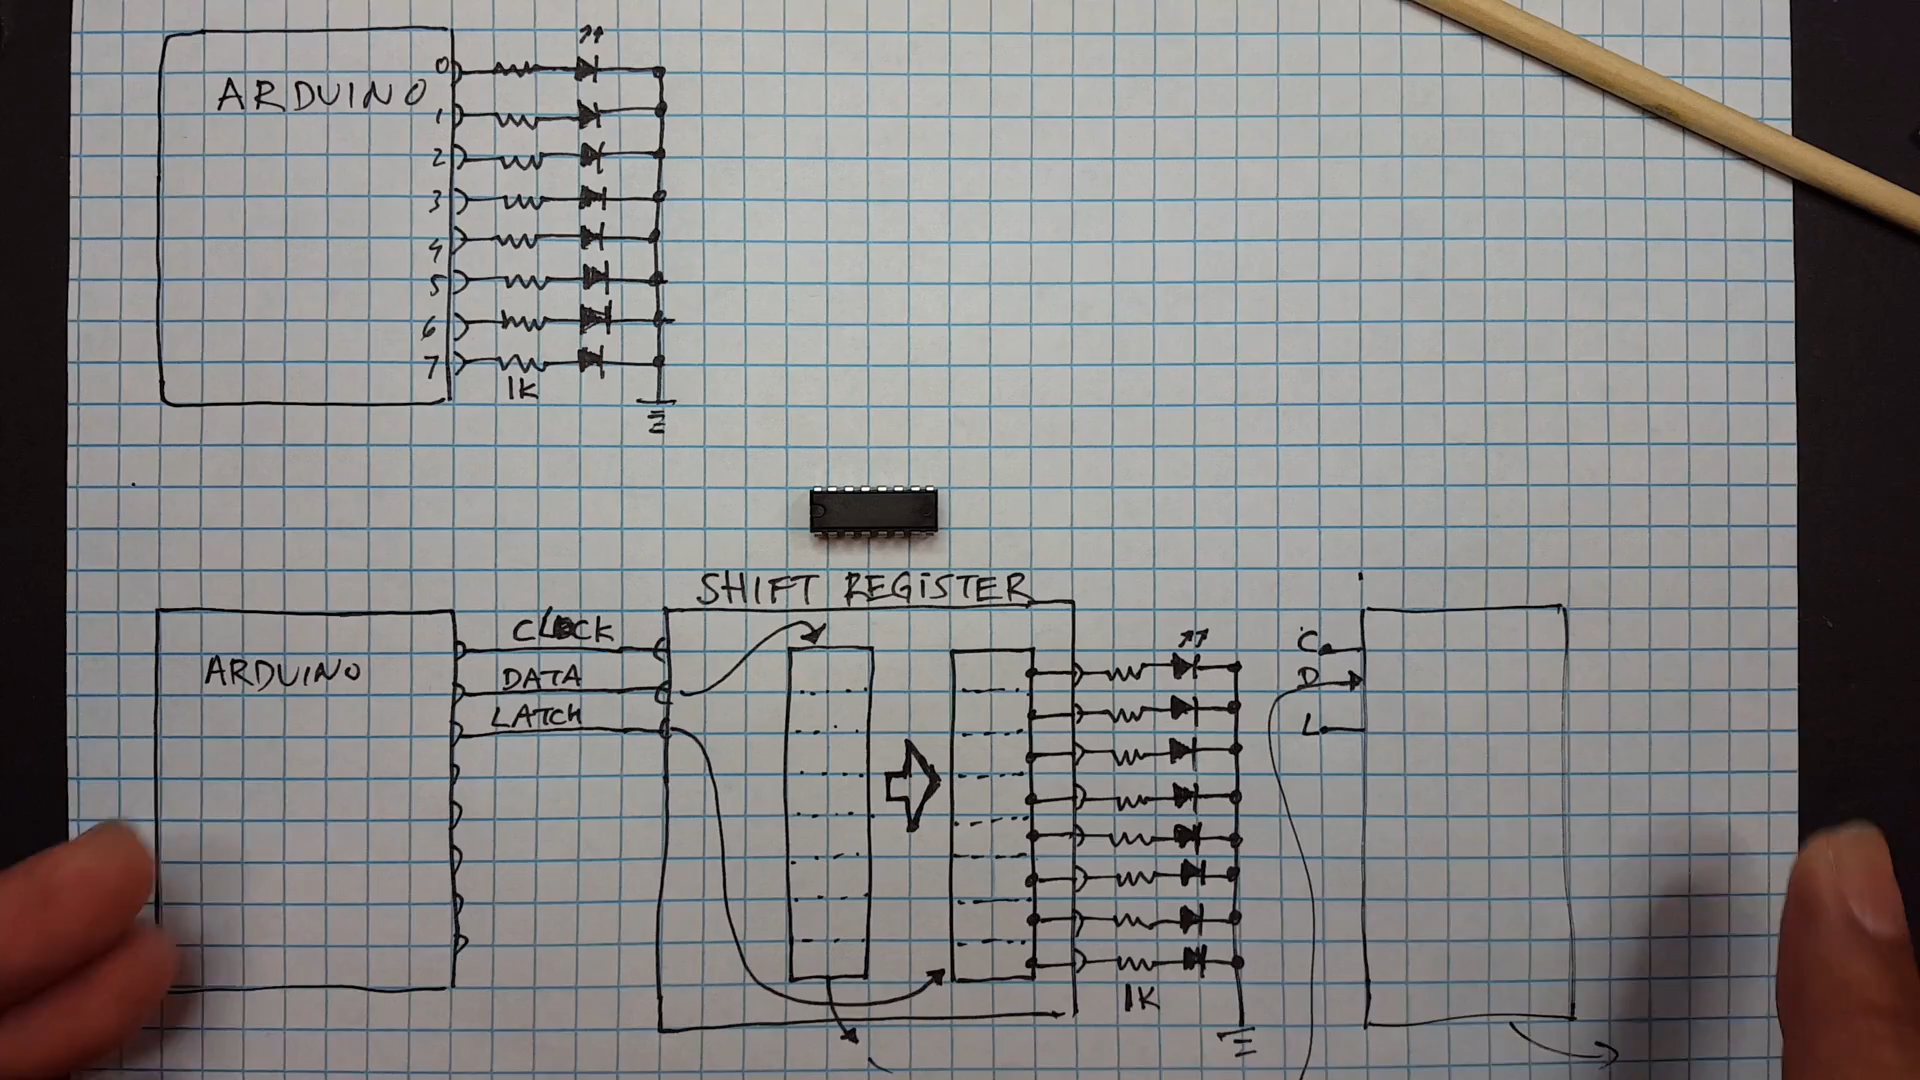 ARDUINO
0
1
2
3
4
5
6
7
1K
SHIFT REGISTER
ARDUINO
CLOCK
DATA
LATCH
1K
C
D
L